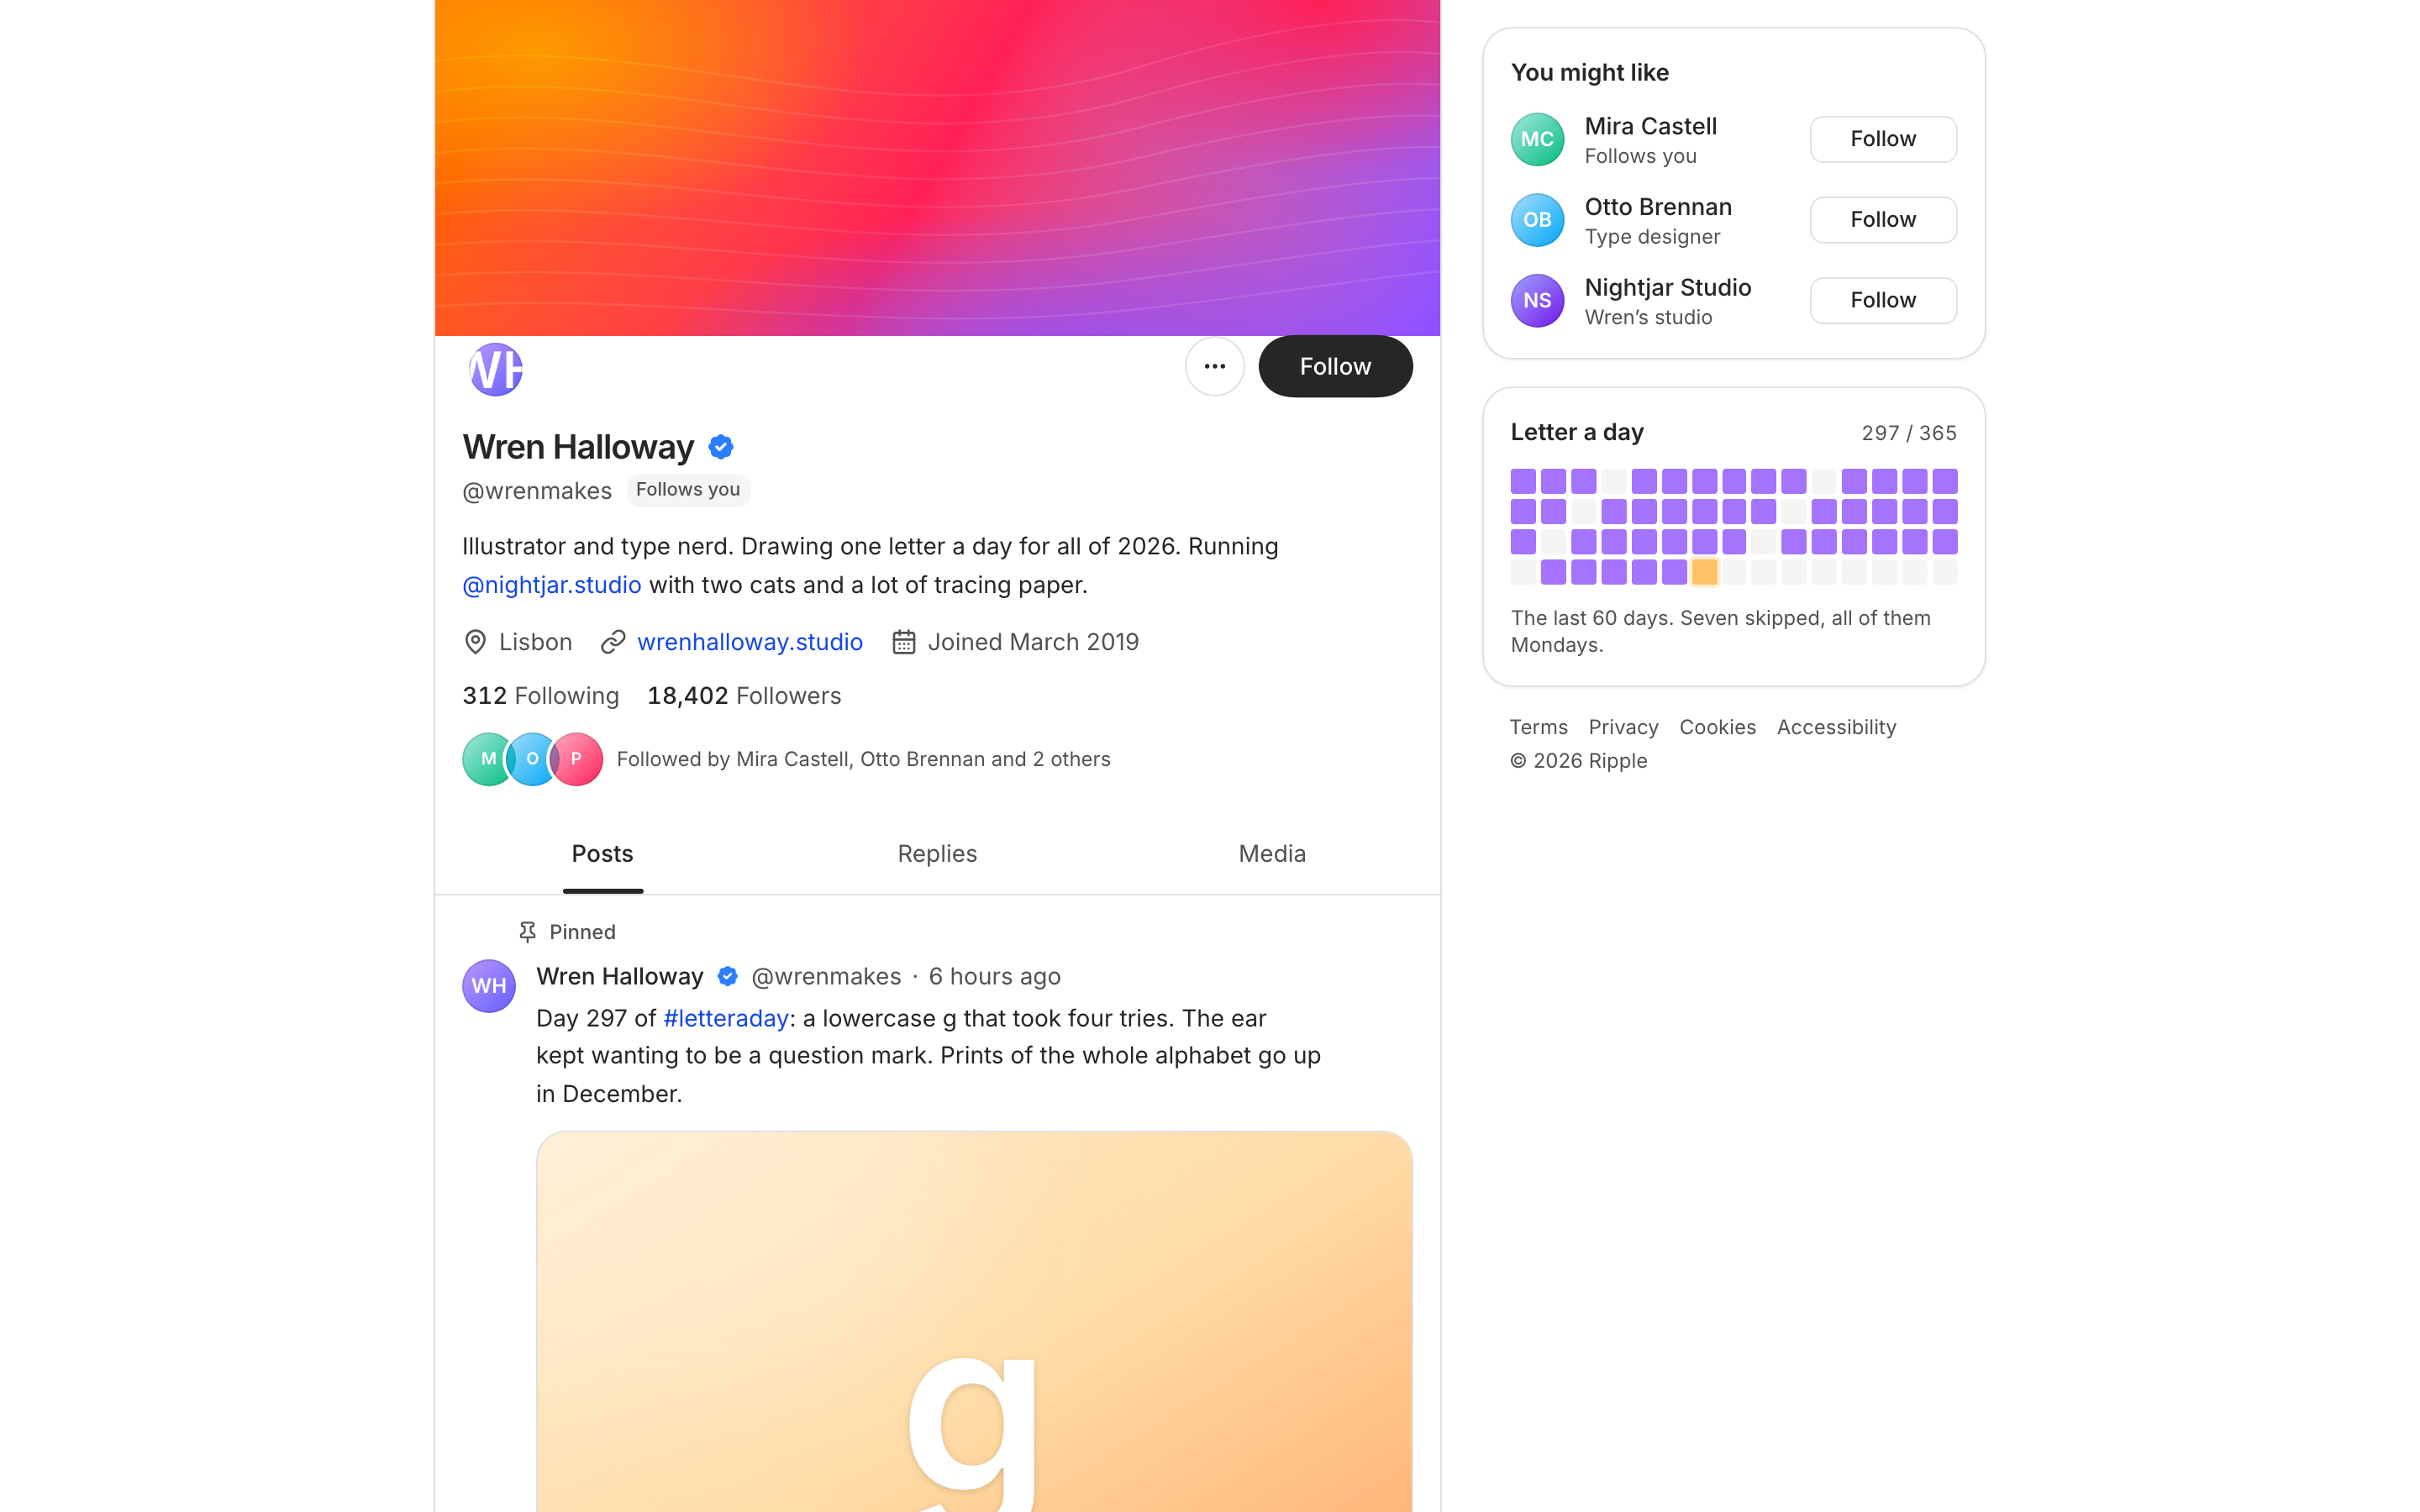 WH
Follow
Wren Halloway
@wrenmakes Follows you
Illustrator and type nerd. Drawing one letter a day for all of 2026. Running
@nightjar.studio with two cats and a lot of tracing paper.
Lisbon wrenhalloway.studio Joined March 2019
312 Following 18,402 Followers
M O P Followed by Mira Castell, Otto Brennan and 2 others
Posts Replies Media
Pinned
WH Wren Halloway @wrenmakes · 6 hours ago
Day 297 of #letteraday: a lowercase g that took four tries. The ear
kept wanting to be a question mark. Prints of the whole alphabet go up
in December.
g
You might like
MC Mira Castell Follow
Follows you
OB Otto Brennan Follow
Type designer
NS Nightjar Studio Follow
Wren’s studio
Letter a day 297 / 365
The last 60 days. Seven skipped, all of them
Mondays.
Terms Privacy Cookies Accessibility
© 2026 Ripple